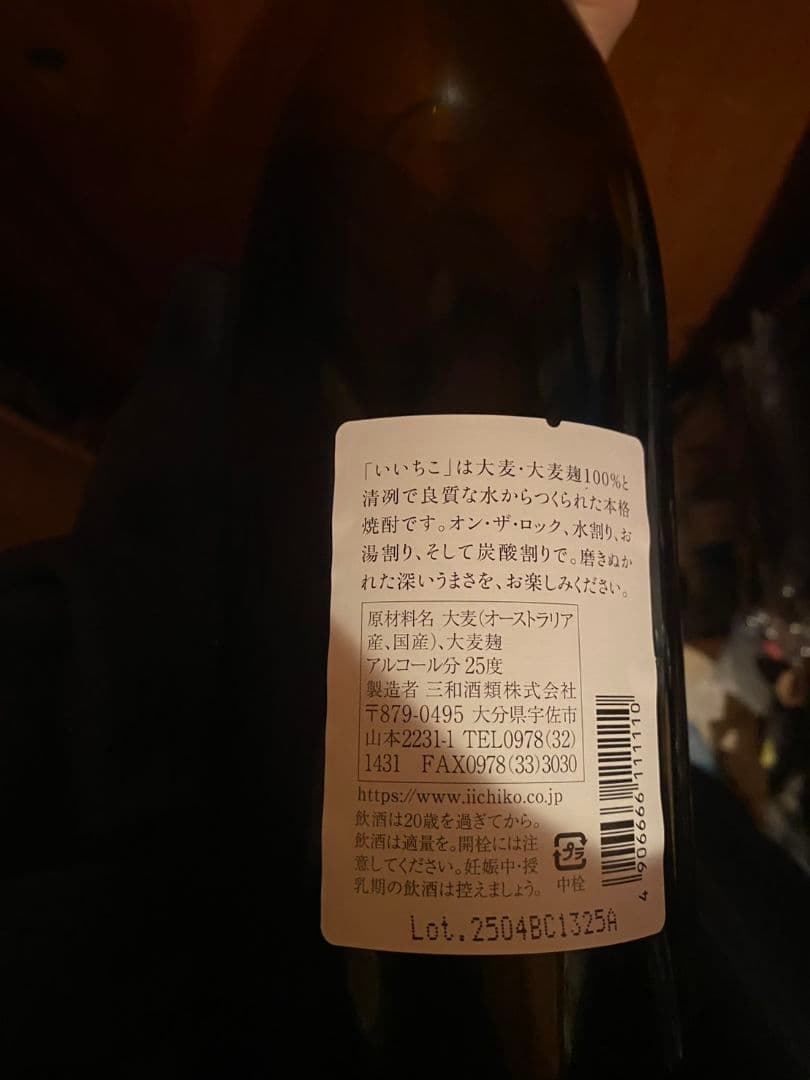 「いいちこ」は大麦・大麦麹100%と
清冽で良質な水からつくられた本格
焼酎です。オン・ザ・ロック、水割り、お
湯割り、そして炭酸割りで。磨きぬか
れた深いうまさを、お楽しみください。
原材料名 大麦(オーストラリア
産、国産)、大麦麹
アルコール分 25度
製造者 三和酒類株式会社
〒879-0495 大分県宇佐市
山本2231-1 TEL0978(32)
1431 FAX0978(33)3030
https://www.iichiko.co.jp
飲酒は20歳を過ぎてから。
飲酒は適量を。開栓には注
意してください。妊娠中・授
乳期の飲酒は控えましょう。
プラ
中栓
4 906666 111110
Lot.2504BC1325A